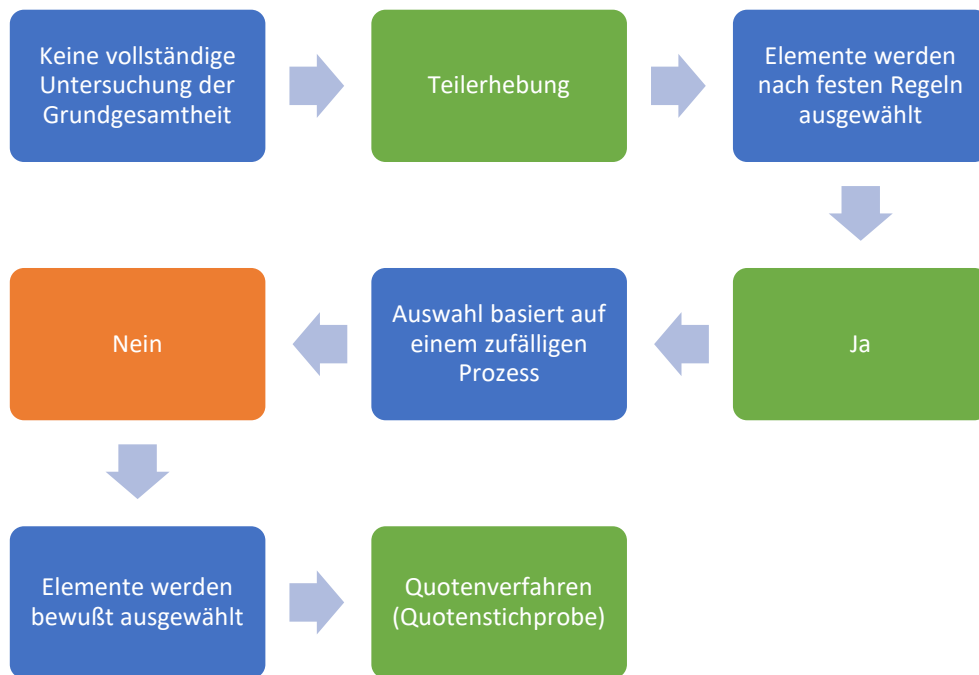 Keine vollständige
Untersuchung der
Grundgesamtheit
Teilerhebung
Elemente werden
nach festen Regeln
ausgewählt
Ja
Auswahl basiert auf
einem zufälligen
Prozess
Nein
Elemente werden
bewußt ausgewählt
Quotenverfahren
(Quotenstichprobe)